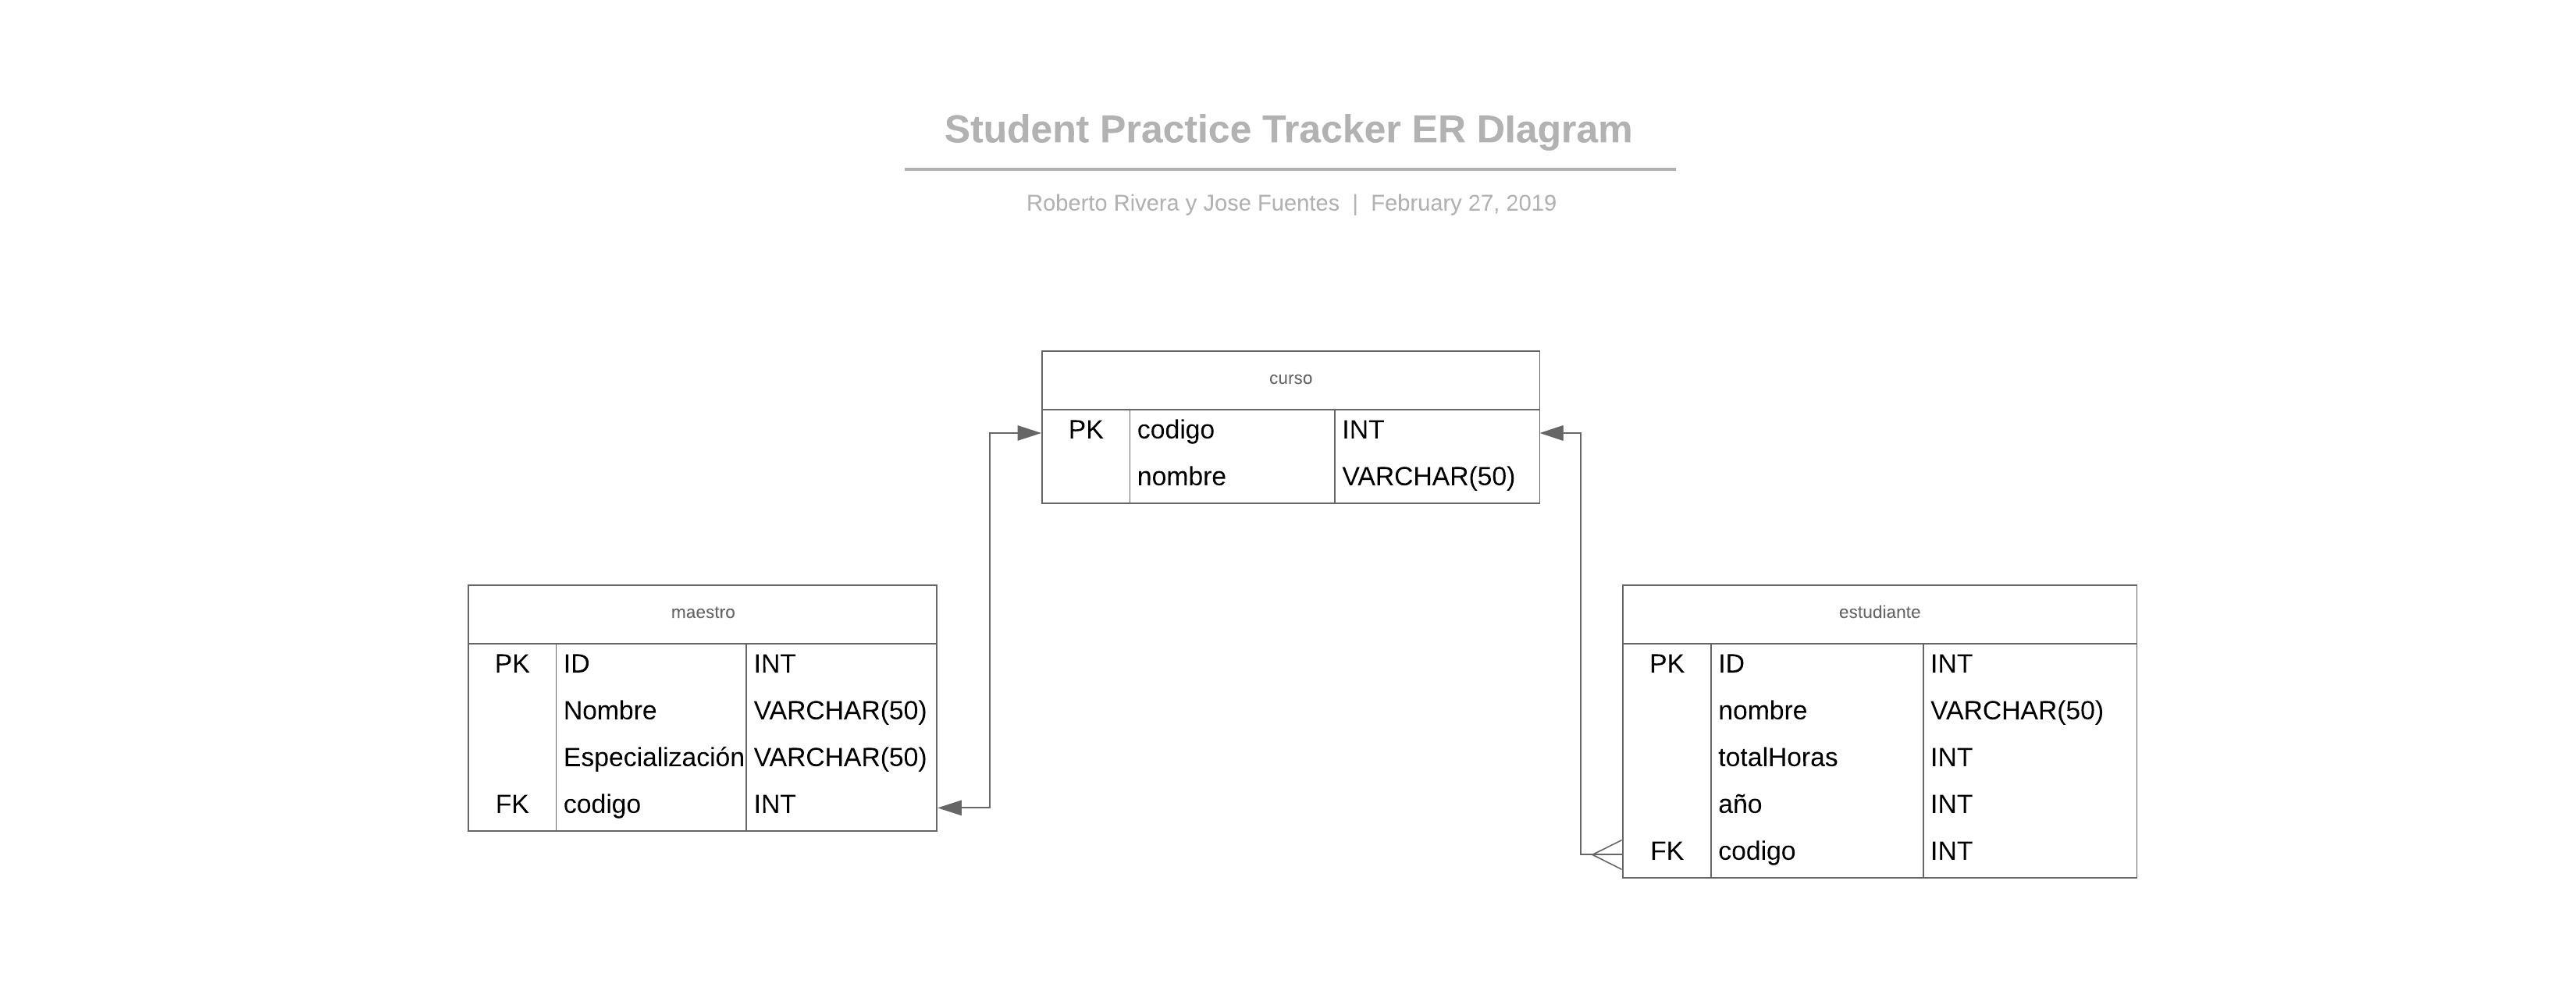 Student Practice Tracker ER DIagram
Roberto Rivera y Jose Fuentes | February 27, 2019
curso
PK codigo INT
nombre VARCHAR(50)
maestro
PK ID INT
Nombre VARCHAR(50)
Especialización VARCHAR(50)
FK codigo INT
estudiante
PK ID INT
nombre VARCHAR(50)
totalHoras INT
año INT
FK codigo INT